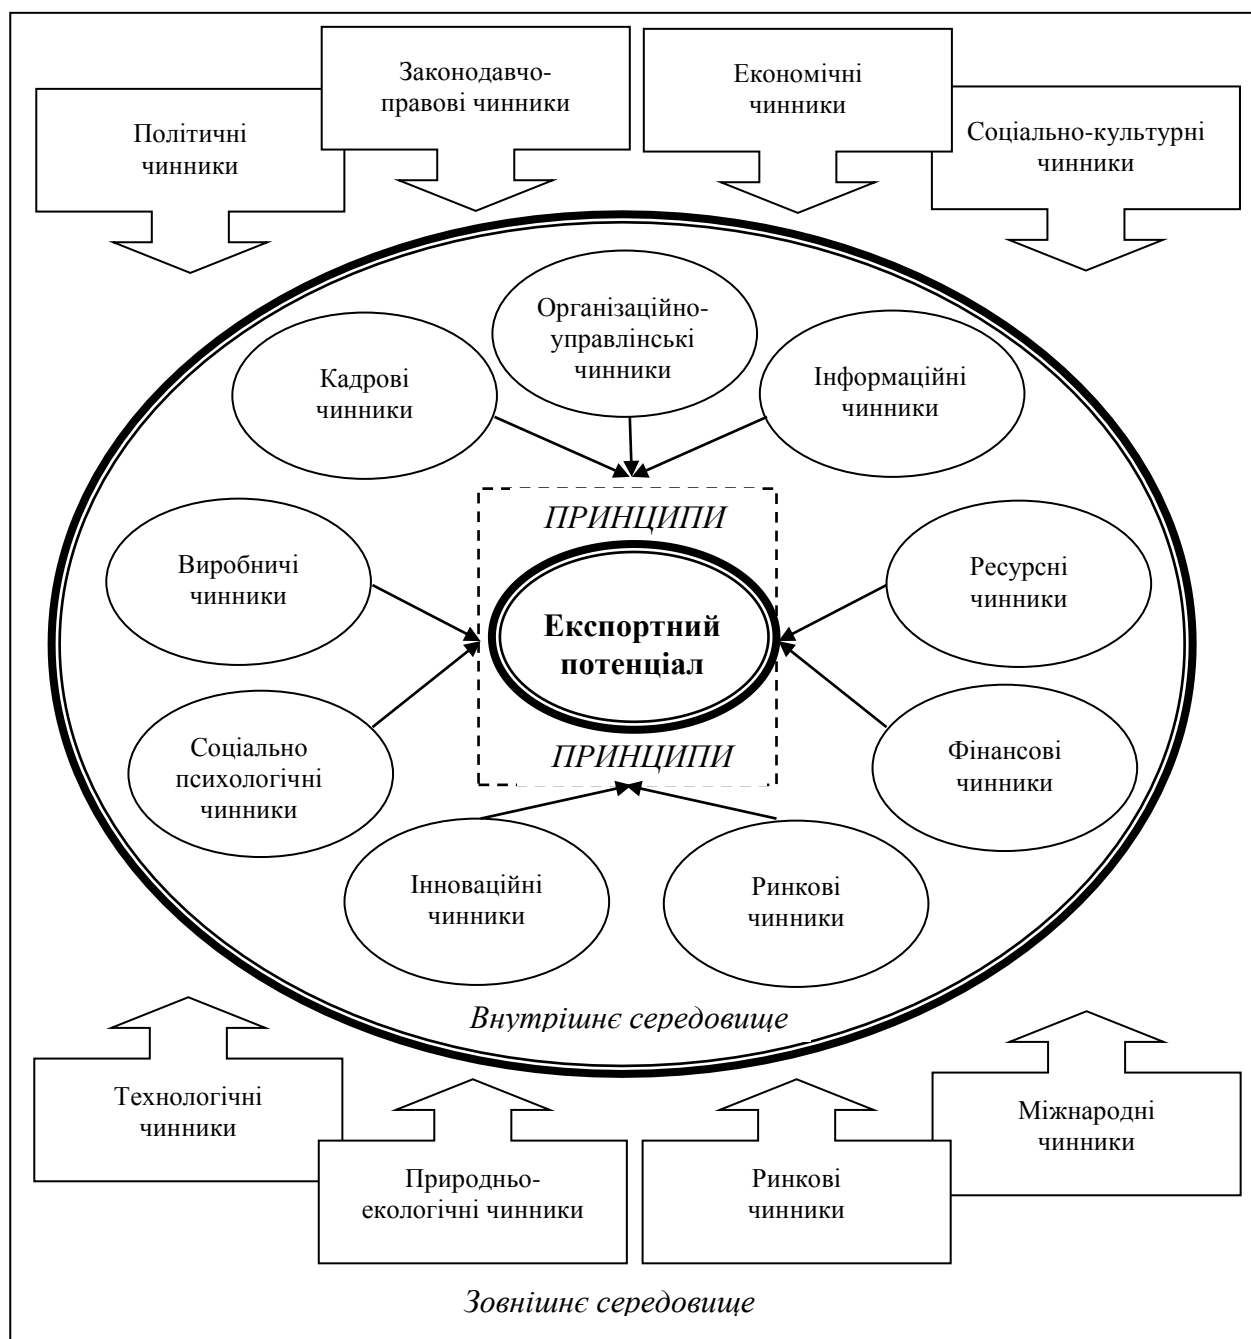 Законодавчо-
правові чинники
Економічні
чинники
Політичні
чинники
Соціально-культурні
чинники
Організаційно-
управлінські
чинники
Кадрові
чинники
Інформаційні
чинники
ПРИНЦИПИ
Виробничі
чинники
Ресурсні
чинники
Експортний
потенціал
Соціально
психологічні
чинники
ПРИНЦИПИ
Фінансові
чинники
Інноваційні
чинники
Ринкові
чинники
Внутрішнє середовище
Технологічні
чинники
Міжнародні
чинники
Природньо-
екологічні чинники
Ринкові
чинники
Зовнішнє середовище